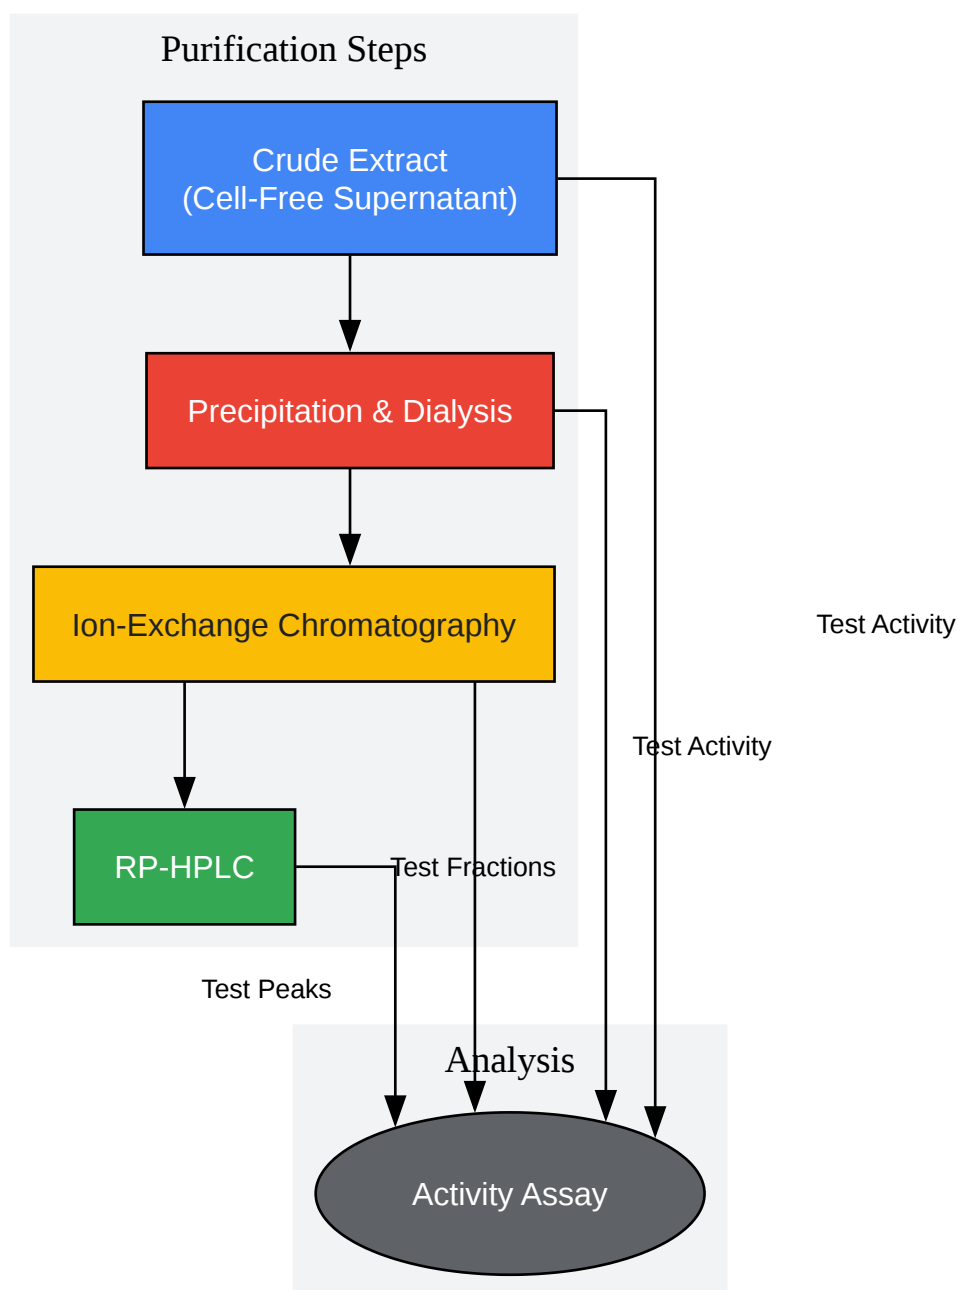 Purification Steps
Crude Extract
(Cell-Free Supernatant)
Precipitation & Dialysis
Ion-Exchange Chromatography
Test Activity
Test Activity
RP-HPLC
Test Fractions
Test Peaks
Analysis
Activity Assay